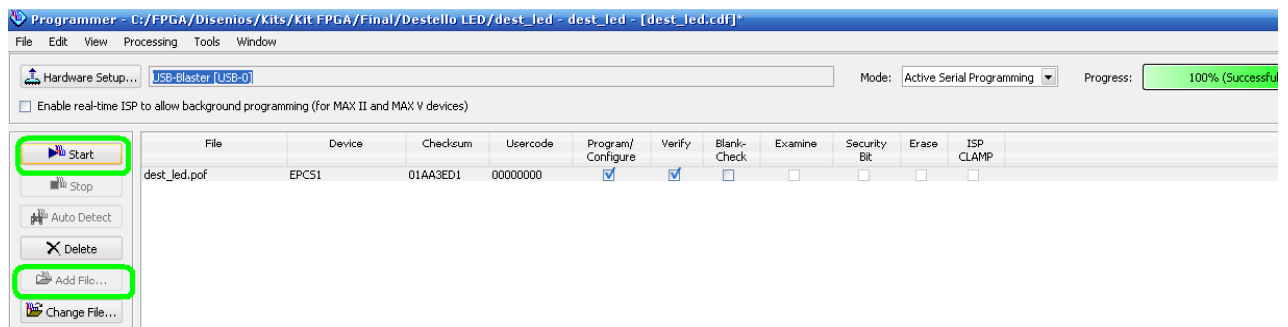 Programmer - C:/FPGA/Disenios/Kits/Kit FPGA/Final/Destello LED/dest_led - dest_led - [dest_led.cdf]*
File Edit View Processing Tools Window
Hardware Setup... USB-Blaster [USB-0] Mode: Active Serial Programming Progress: 100% (Successful
Enable real-time ISP to allow background programming (for MAX II and MAX V devices)
Start
Stop
Auto Detect
Delete
Add File...
Change File...
File Device Checksum Usercode Program/ Verify Blank- Examine Security Erase ISP
Configure Check Bit CLAMP
dest_led.pof EPCS1 01AA3ED1 00000000